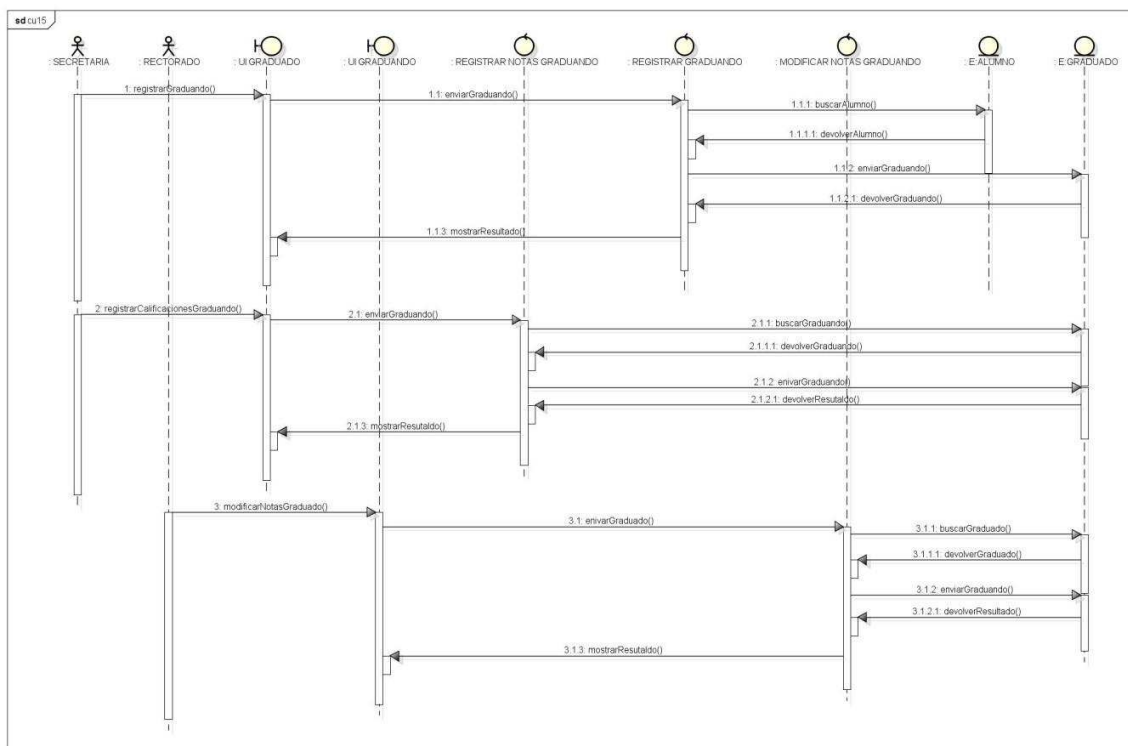 sd cu15
: SECRETARIA
: RECTORADO
: UI GRADUADO
: UI GRADUANDO
: REGISTRAR NOTAS GRADUANDO
: REGISTRAR GRADUANDO
: MODIFICAR NOTAS GRADUANDO
: E:ALUMNO
: E:GRADUADO
1: registrarGraduando()
1.1: enviarGraduando()
1.1.1: buscarAlumno()
1.1.1.1: devolverAlumno()
1.1.2: enviarGraduando()
1.1.2.1: devolverGraduando()
1.1.3: mostrarResultado()
2: registrarCalificacionesGraduando()
2.1: enviarGraduando()
2.1.1: buscarGraduando()
2.1.1.1: devolverGraduando()
2.1.2: enivarGraduando()
2.1.2.1: devolverResutaldo()
2.1.3: mostrarResutaldo()
3: modificarNotasGraduado()
3.1: enivarGraduado()
3.1.1: buscarGraduado()
3.1.1.1: devolverGraduado()
3.1.2: enviarGraduando()
3.1.2.1: devolverResultado()
3.1.3: mostrarResutaldo()